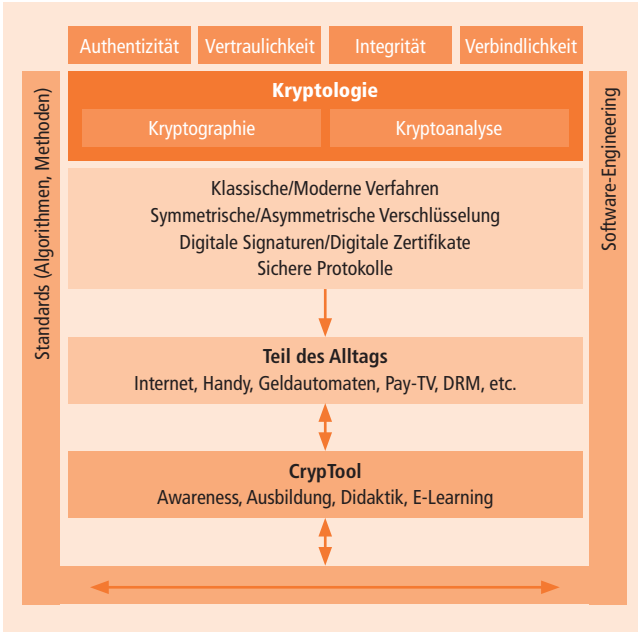 Authentizität Vertraulichkeit Integrität Verbindlichkeit
Standards (Algorithmen, Methoden)
Kryptologie
Kryptographie Kryptoanalyse
Klassische/Moderne Verfahren
Symmetrische/Asymmetrische Verschlüsselung
Digitale Signaturen/Digitale Zertifikate
Sichere Protokolle
Teil des Alltags
Internet, Handy, Geldautomaten, Pay-TV, DRM, etc.
CrypTool
Awareness, Ausbildung, Didaktik, E-Learning
Software-Engineering